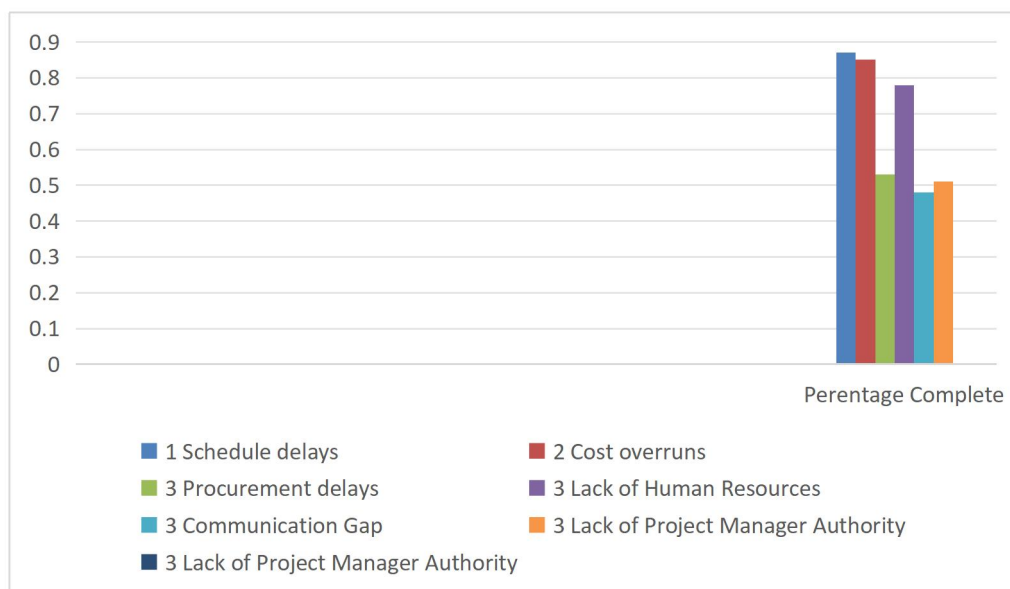 0.9
0.8
0.7
0.6
0.5
0.4
0.3
0.2
0.1
0
Perentage Complete
1 Schedule delays
2 Cost overruns
3 Procurement delays
3 Lack of Human Resources
3 Communication Gap
3 Lack of Project Manager Authority
3 Lack of Project Manager Authority